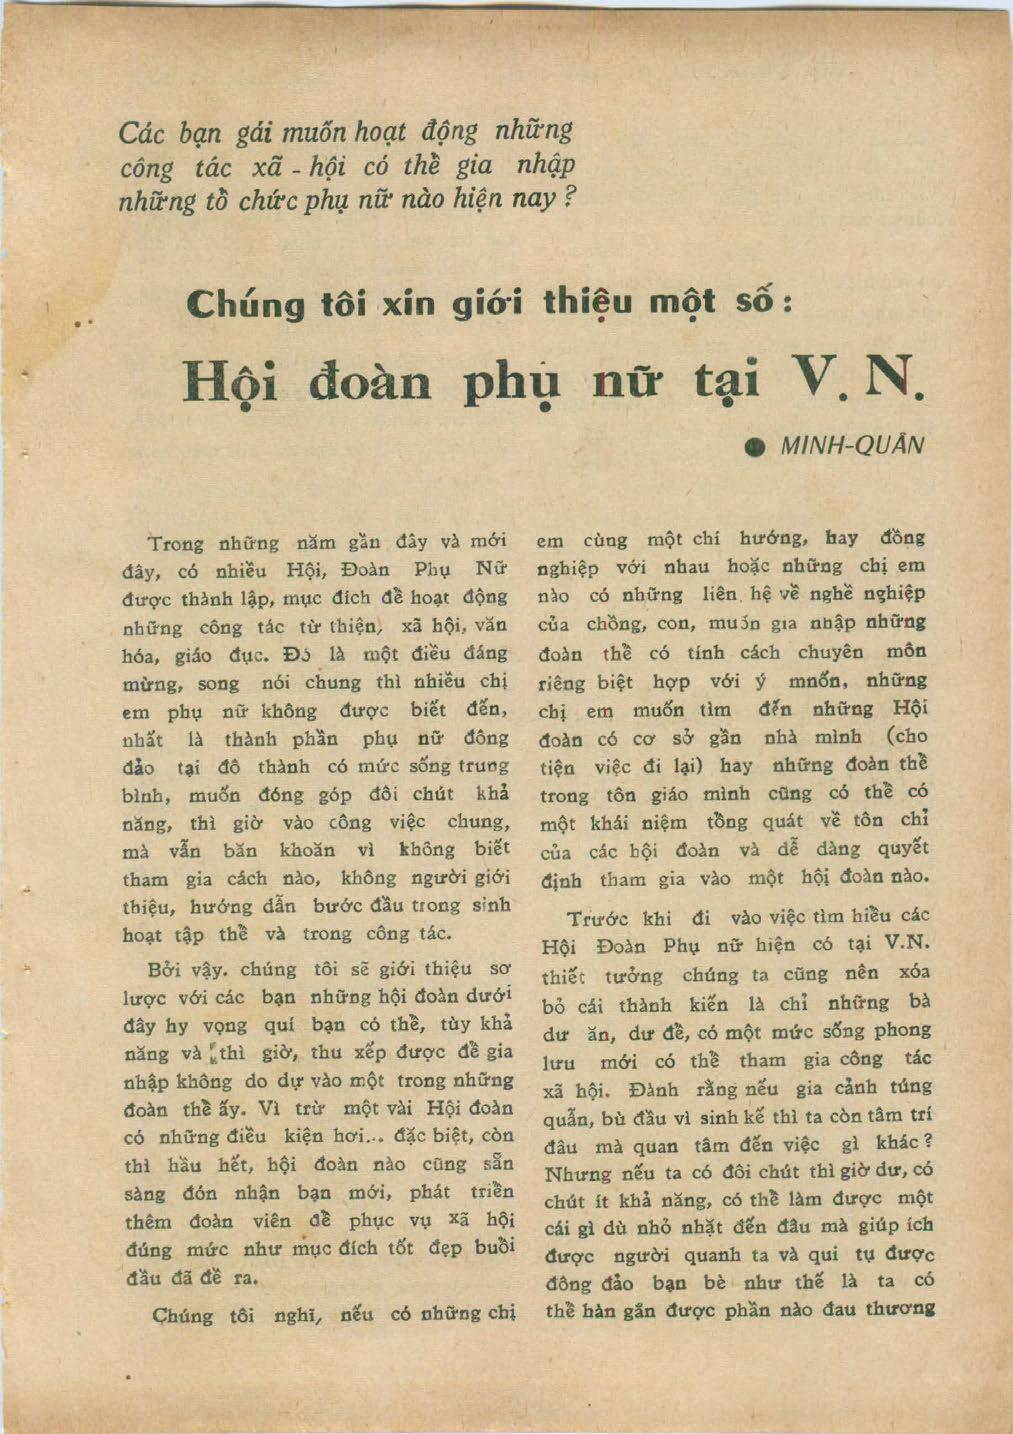 Các bạn gái muốn hoạt động những
công tác xã - hội có thể gia nhập
những tổ chức phụ nữ nào hiện nay ?
Chúng tôi xin giới thiệu một số :
Hội đoàn phụ nữ tại V. N.
● MINH-QUÂN
Trong những năm gần đây và mới
đây, có nhiều Hội, Đoàn Phụ Nữ
được thành lập, mục đích để hoạt động
những công tác từ thiện, xã hội, văn
hóa, giáo dục. Đó là một điều đáng
mừng, song nói chung thì nhiều chị
em phụ nữ không được biết đến,
nhất là thành phần phụ nữ đông
đảo tại đô thành có mức sống trung
bình, muốn đóng góp đôi chút khả
năng, thì giờ vào công việc chung,
mà vẫn băn khoăn vì không biết
tham gia cách nào, không người giới
thiệu, hướng dẫn bước đầu trong sinh
hoạt tập thể và trong công tác.
Bởi vậy. chúng tôi sẽ giới thiệu sơ
lược với các bạn những hội đoàn dưới
đây hy vọng quí bạn có thể, tùy khả
năng và thì giờ, thu xếp được để gia
nhập không do dự vào một trong những
đoàn thể ấy. Vì trừ một vài Hội đoàn
có những điều kiện hơi... đặc biệt, còn
thì hầu hết, hội đoàn nào cũng sẵn
sàng đón nhận bạn mới, phát triển
thêm đoàn viên để phục vụ xã hội
đúng mức như mục đích tốt đẹp buổi
đầu đã đề ra.
Chúng tôi nghĩ, nếu có những chị
em cùng một chí hướng, hay đồng
nghiệp với nhau hoặc những chị em
nào có những liên hệ về nghề nghiệp
của chồng, con, muốn gia nhập những
đoàn thể có tính cách chuyên môn
riêng biệt hợp với ý mnốn, những
chị em muốn tìm đến những Hội
đoàn có cơ sở gần nhà mình (cho
tiện việc đi lại) hay những đoàn thể
trong tôn giáo mình cũng có thể có
một khái niệm tổng quát về tôn chỉ
của các hội đoàn và dễ dàng quyết
định tham gia vào một hội đoàn nào.
Trước khi đi vào việc tìm hiểu các
Hội Đoàn Phụ nữ hiện có tại V.N.
thiết tưởng chúng ta cũng nên xóa
bỏ cái thành kiến là chỉ những bà
dư ăn, dư để, có một mức sống phong
lưu mới có thể tham gia công tác
xã hội. Đành rằng nếu gia cảnh túng
quẫn, bù đầu vì sinh kế thì ta còn tâm trí
đâu mà quan tâm đến việc gì khác ?
Nhưng nếu ta có đôi chút thì giờ dư, có
chút ít khả năng, có thể làm được một
cái gì dù nhỏ nhặt đến đâu mà giúp ích
được người quanh ta và qui tụ được
đông đảo bạn bè như thế là ta có
thể hàn gắn được phần nào đau thương